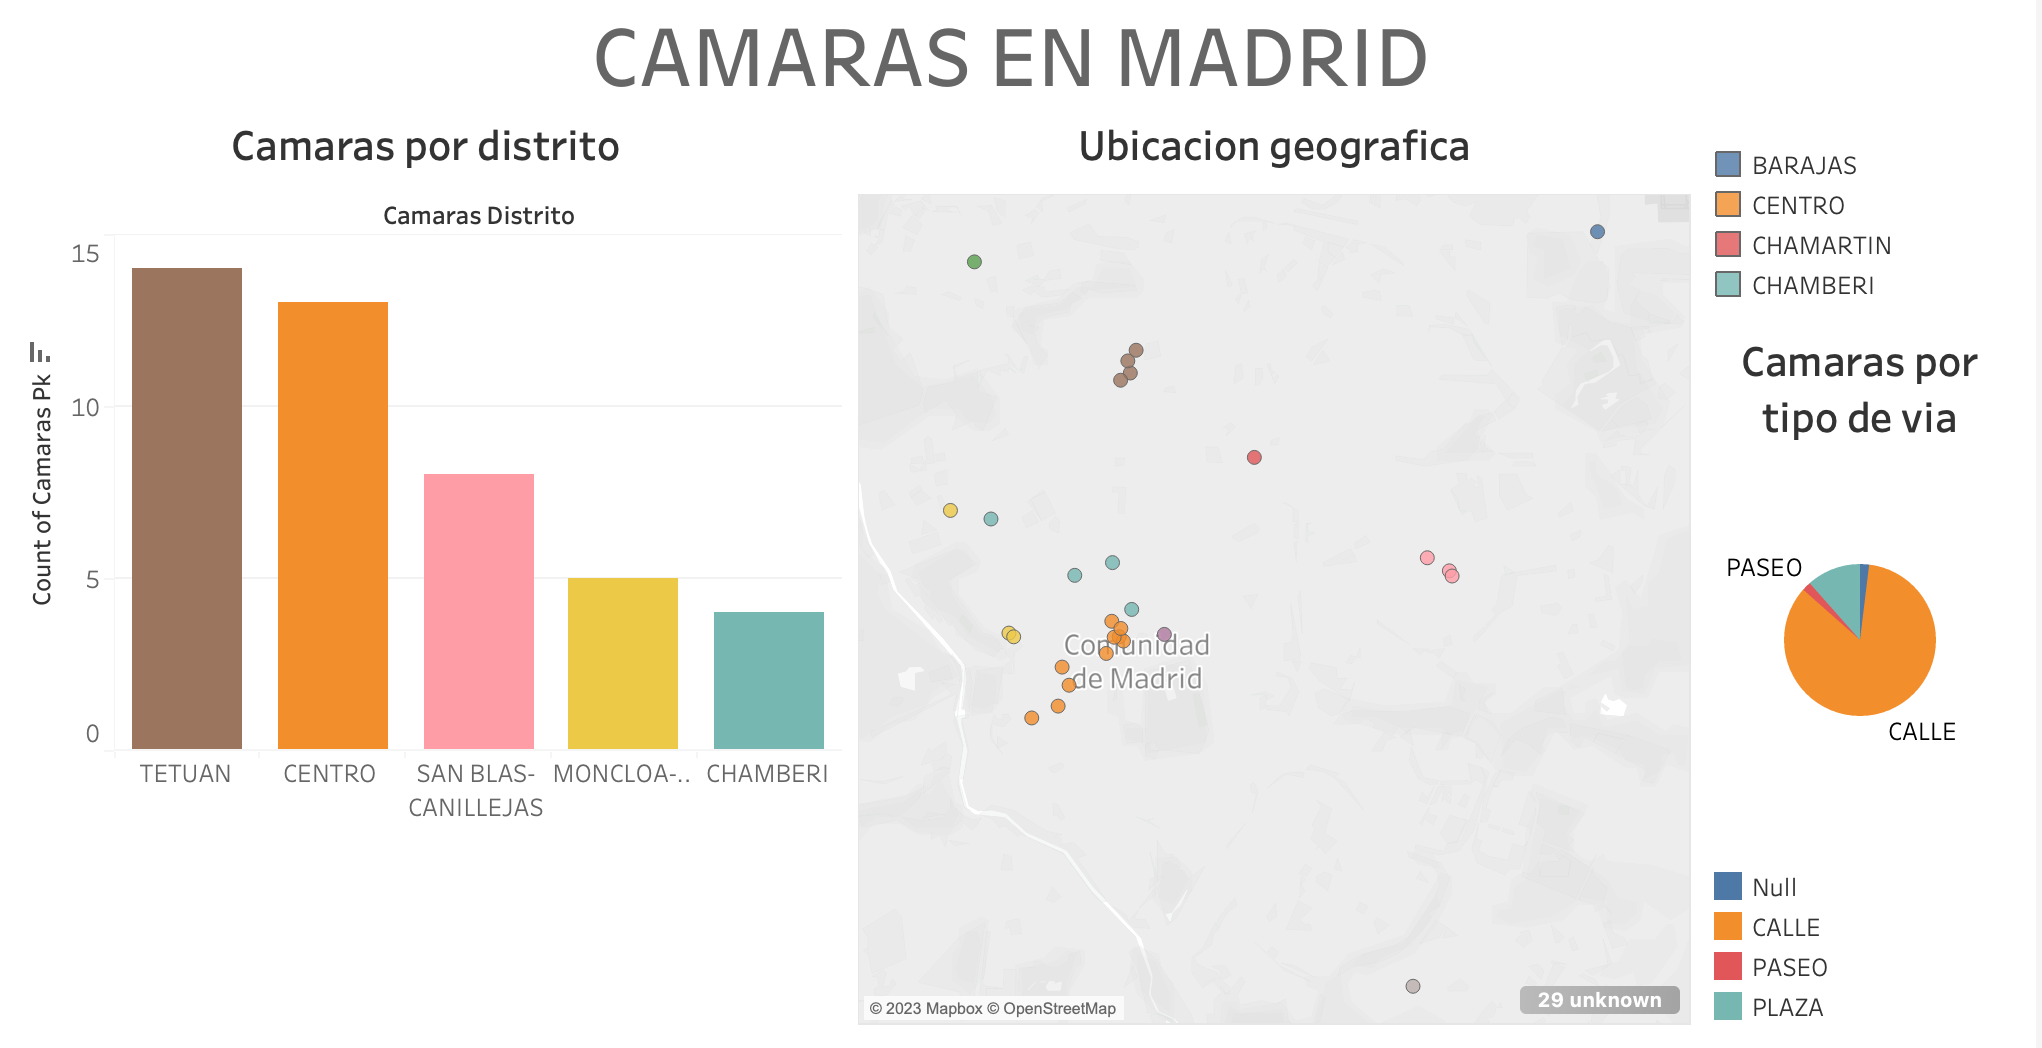 CAMARAS EN MADRID
Camaras por distrito
Camaras Distrito
Count of Camaras Pk
15
10
5
0
TETUAN
CENTRO
SAN BLAS-
CANILLEJAS
MONCLOA-..
CHAMBERI
Ubicacion geografica
Comunidad
de Madrid
© 2023 Mapbox © OpenStreetMap
29 unknown
BARAJAS
CENTRO
CHAMARTIN
CHAMBERI
Camaras por
tipo de via
PASEO
CALLE
Null
CALLE
PASEO
PLAZA